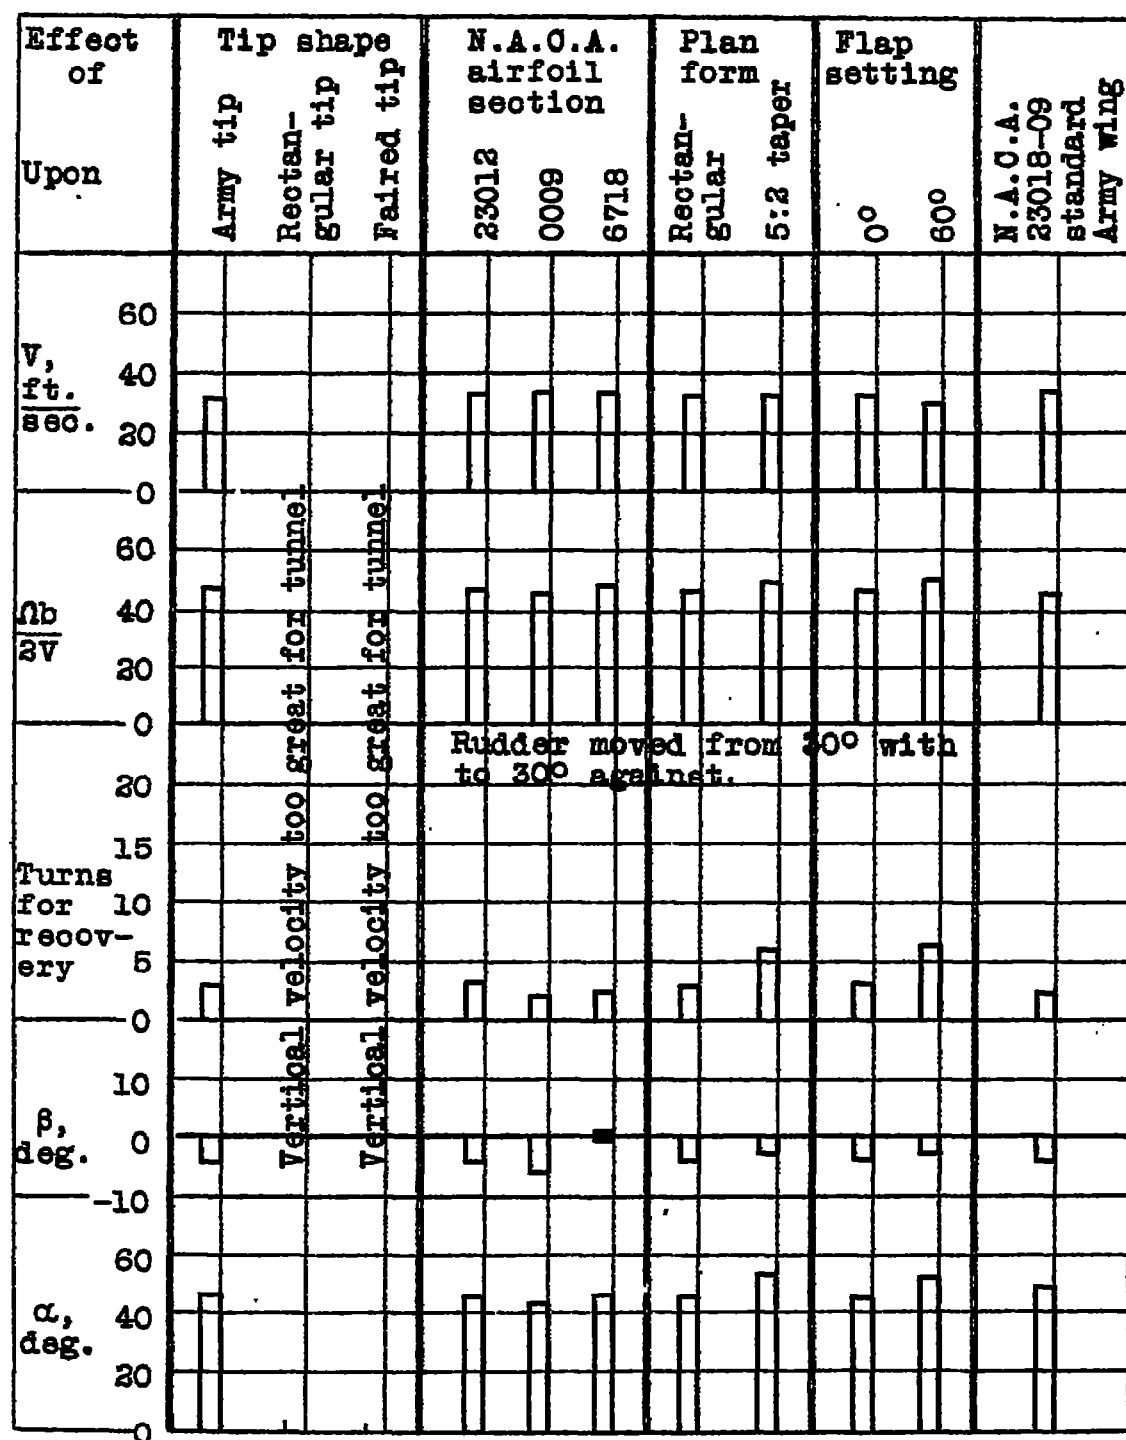 Effect of
Upon
Tip shape
Army tip
Rectan-
gular tip
Faired tip
N.A.C.A.
airfoil
section
23012
0009
6718
Plan
form
Rectan-
gular
5:2 taper
Flap
setting
0°
60°
N.A.C.A.
23018-09
standard
Army wing
V,
ft.
sec.
60
40
20
0
Ωb
2V
60
40
20
0
Vertical velocity too great for tunnel
Vertical velocity too great for tunnel
Rudder moved from 30° with
to 30° against.
Turns
for
recov-
ery
20
15
10
5
0
β,
deg.
10
0
-10
α,
deg.
60
40
20
0